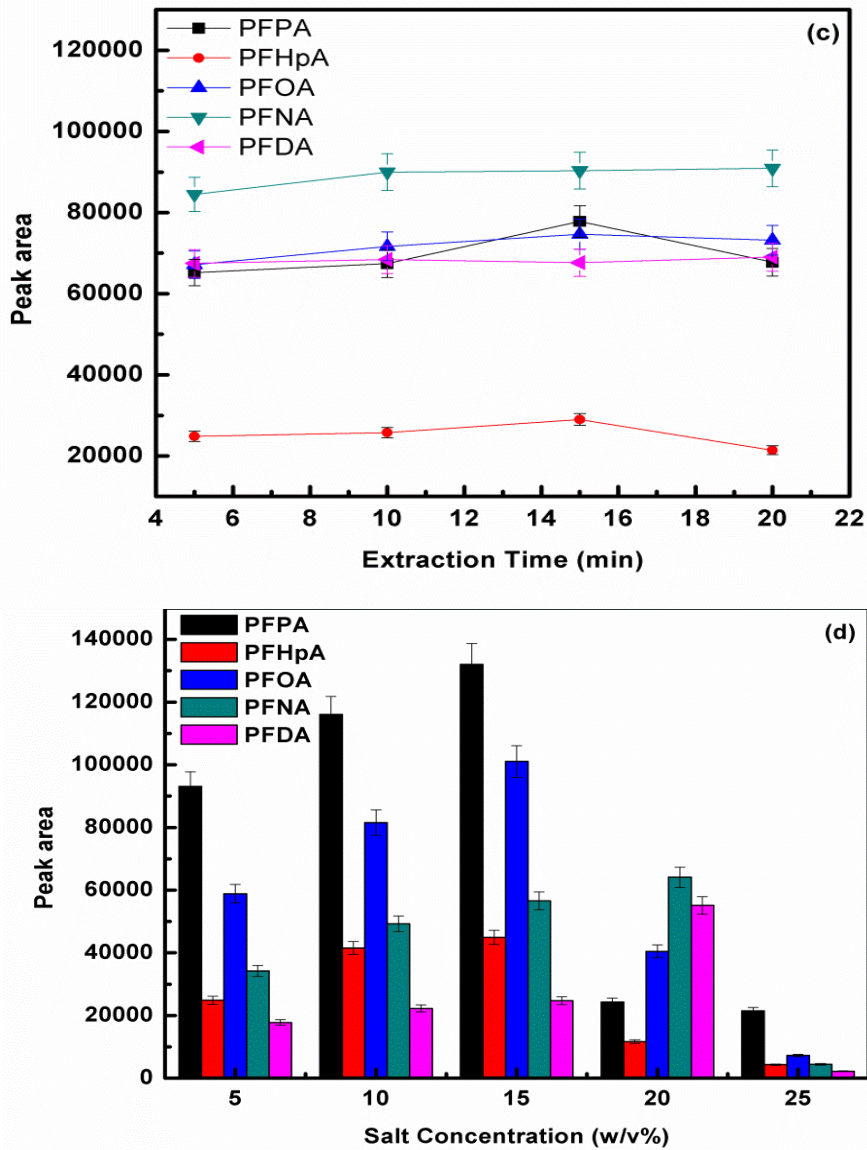 (c)
PFPA
PFHpA
PFOA
PFNA
PFDA
120000
100000
80000
60000
40000
20000
Peak area
4 6 8 10 12 14 16 18 20 22
Extraction Time (min)
(d)
PFPA
PFHpA
PFOA
PFNA
PFDA
140000
120000
100000
80000
60000
40000
20000
0
Peak area
5 10 15 20 25
Salt Concentration (w/v%)